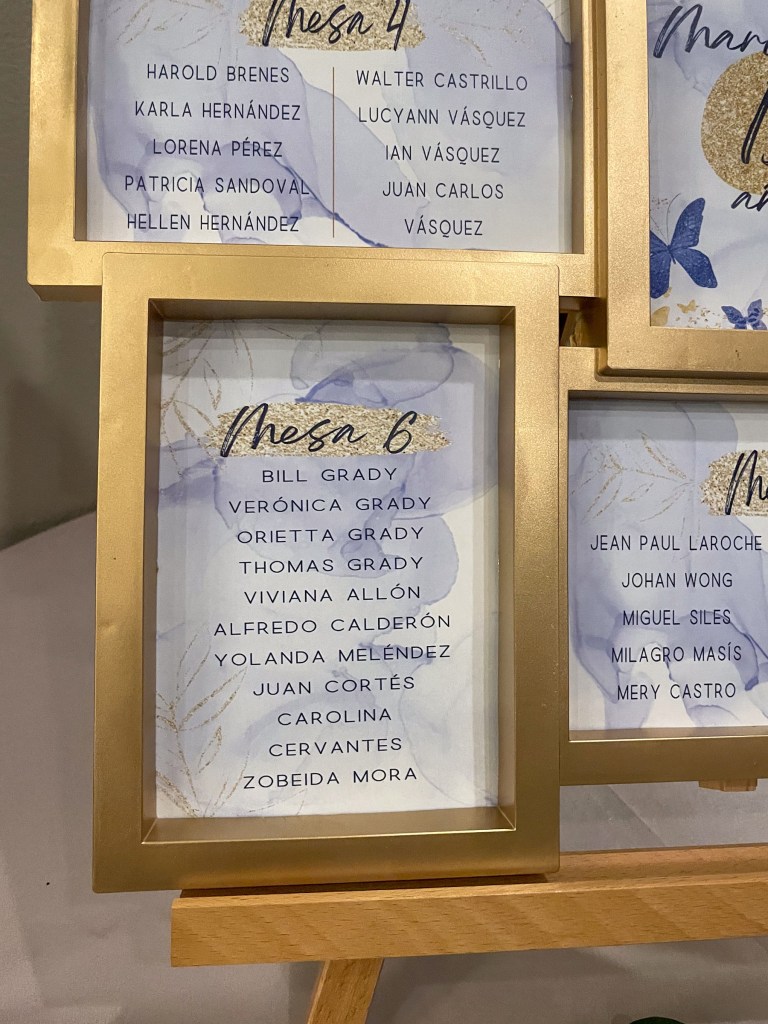 Mesa 4
HAROLD BRENES
KARLA HERNÁNDEZ
LORENA PÉREZ
PATRICIA SANDOVAL
HELLEN HERNÁNDEZ
WALTER CASTRILLO
LUCYANN VÁSQUEZ
IAN VÁSQUEZ
JUAN CARLOS
VÁSQUEZ
Mesa 6
BILL GRADY
VERÓNICA GRADY
ORIETTA GRADY
THOMAS GRADY
VIVIANA ALLÓN
ALFREDO CALDERÓN
YOLANDA MELÉNDEZ
JUAN CORTÉS
CAROLINA
CERVANTES
ZOBEIDA MORA
JEAN PAUL LAROCHE
JOHAN WONG
MIGUEL SILES
MILAGRO MASÍS
MERY CASTRO